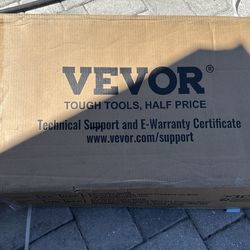 VEVOR®
TOUGH TOOLS, HALF PRICE
Technical Support and E-Warranty Certificate
www.vevor.com/support